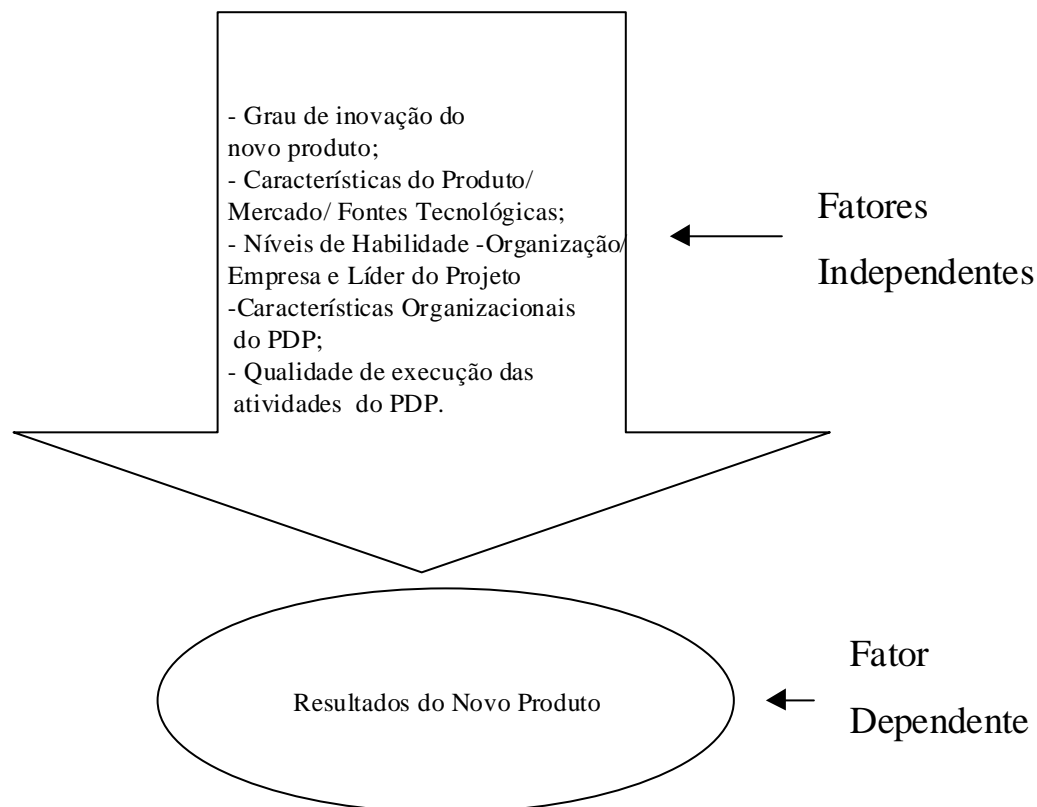 - Grau de inovação do
novo produto;
- Características do Produto/
Mercado/ Fontes Tecnológicas;
- Níveis de Habilidade -Organização/
Empresa e Líder do Projeto
-Características Organizacionais
do PDP;
- Qualidade de execução das
atividades do PDP.
Fatores
Independentes
Resultados do Novo Produto
Fator
Dependente